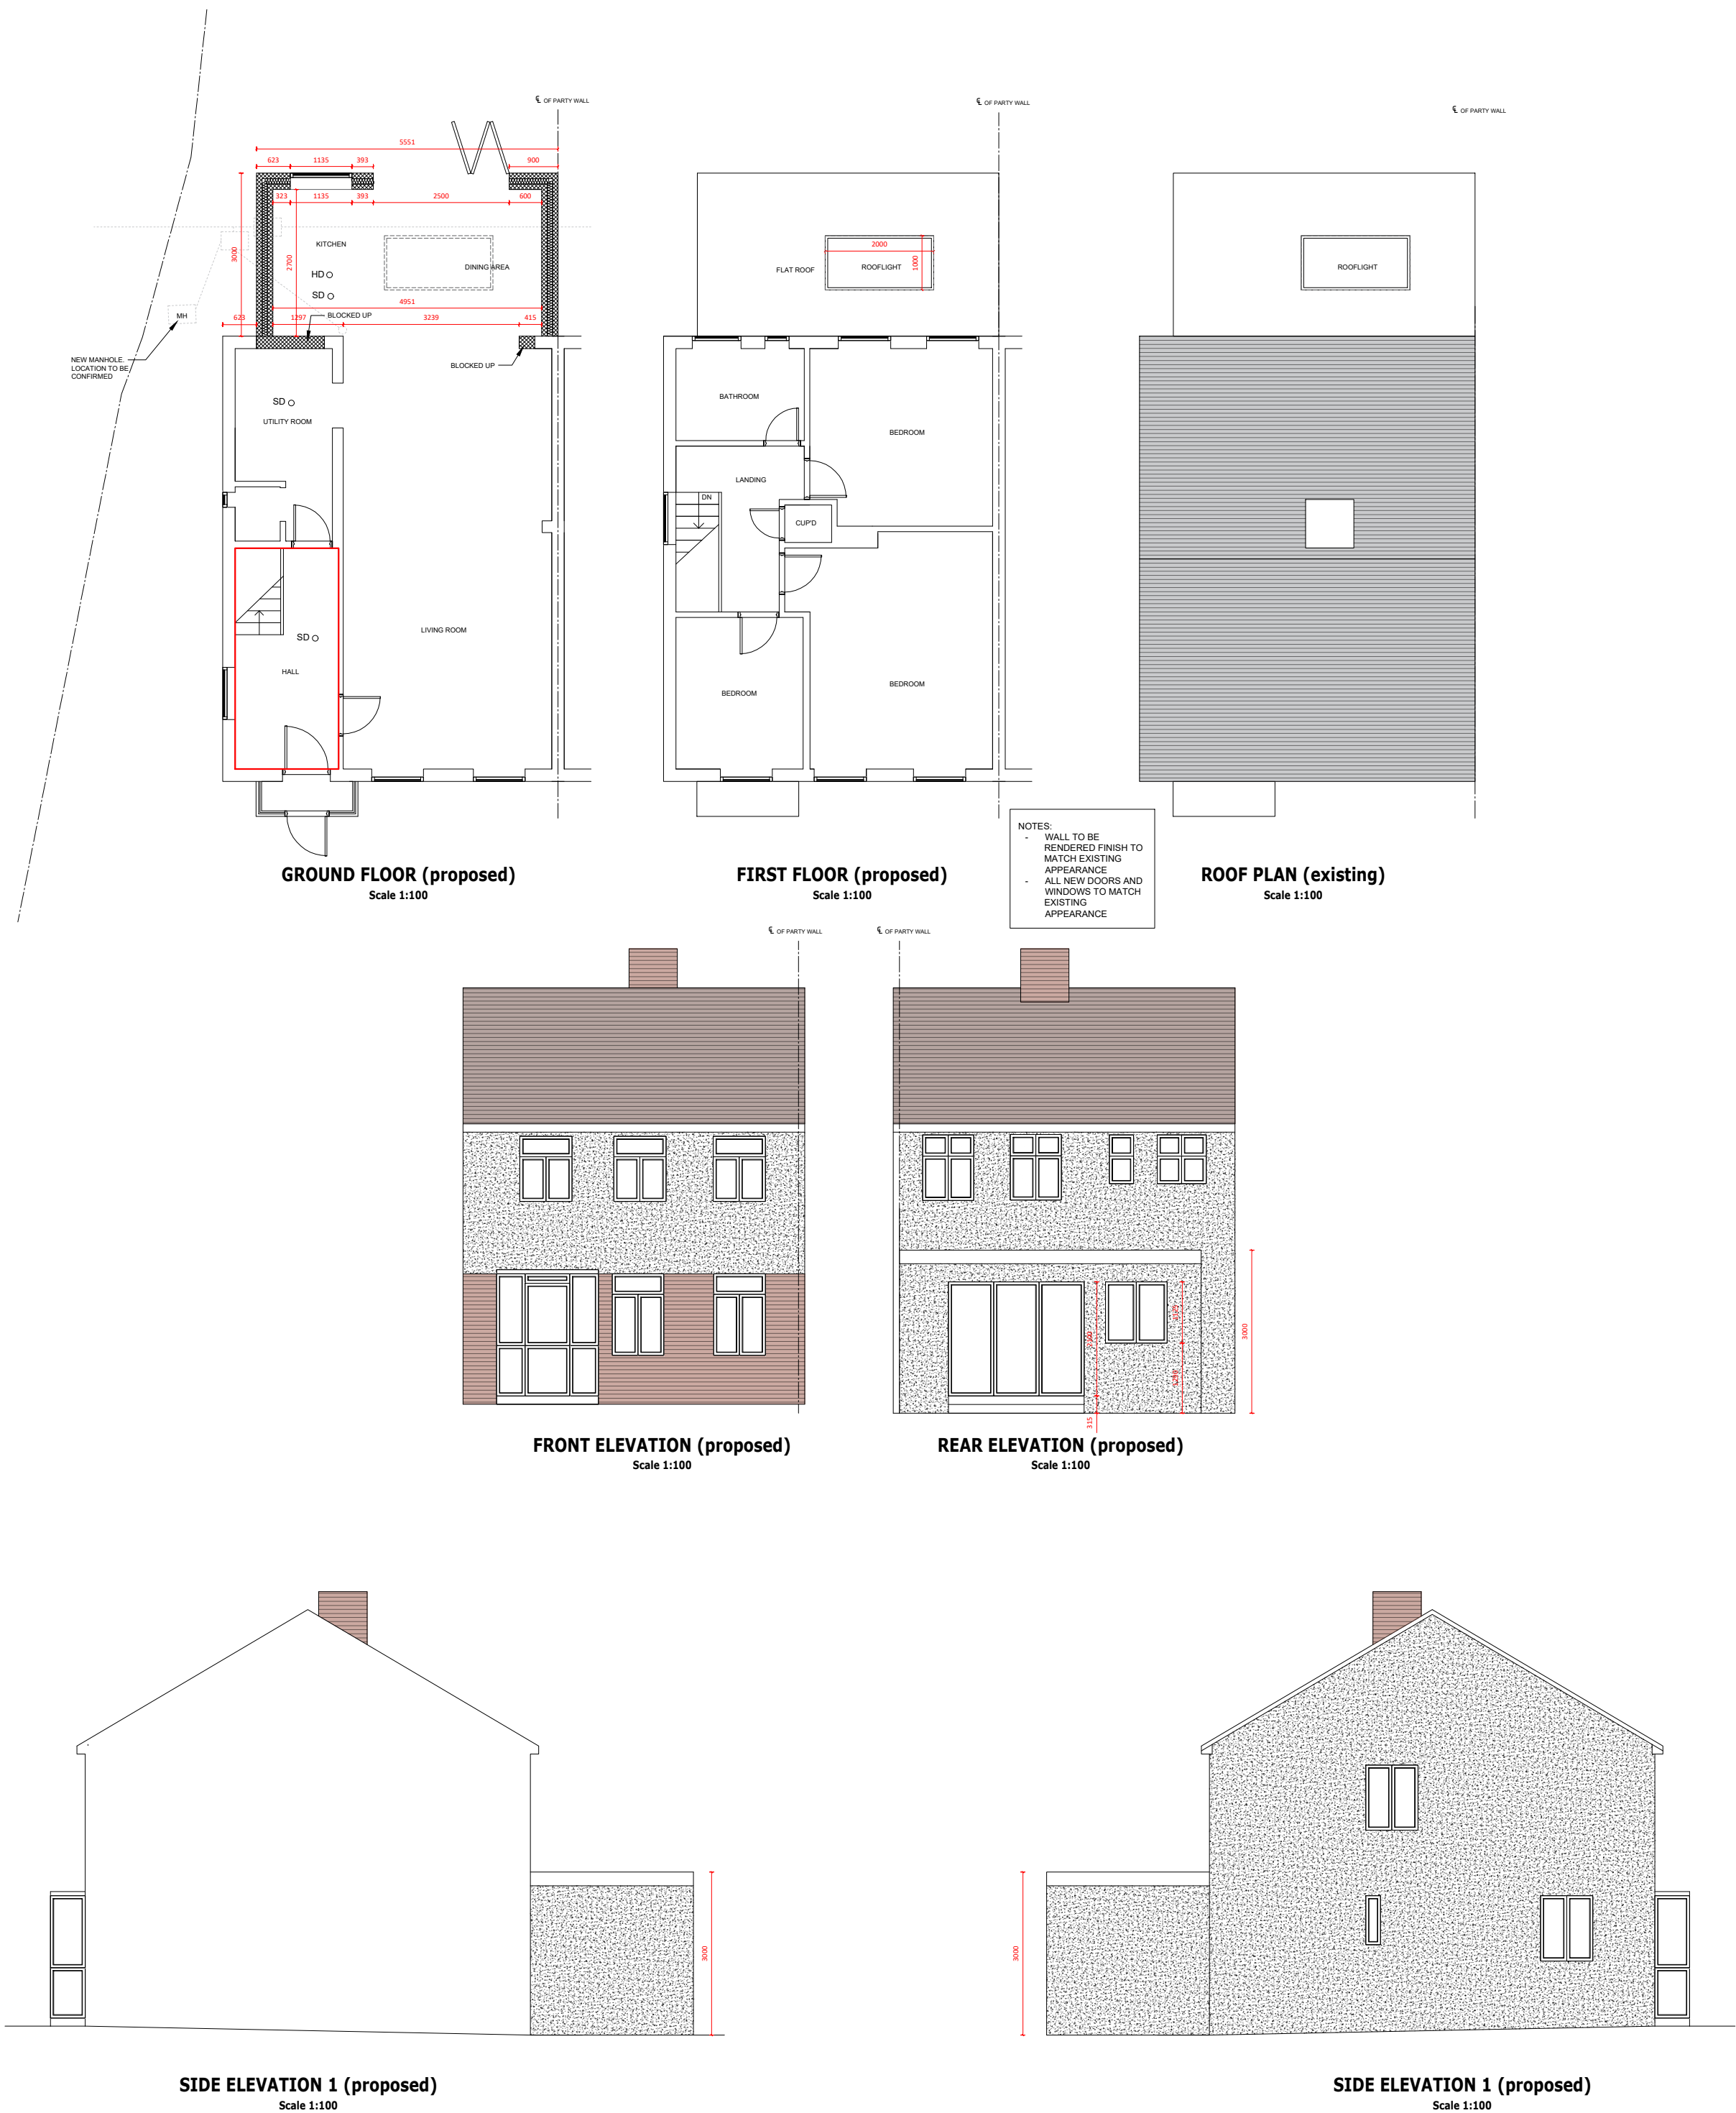 ℄ OF PARTY WALL
℄ OF PARTY WALL
℄ OF PARTY WALL
5551
623 1135 393 900
323 1135 393 2500 600
3000
2700
KITCHEN
HD
DINING AREA
SD
4951
623 1297 3239 415
BLOCKED UP
MH
NEW MANHOLE.
LOCATION TO BE
CONFIRMED
BLOCKED UP
SD
UTILITY ROOM
SD
LIVING ROOM
HALL
GROUND FLOOR (proposed)
Scale 1:100
2000
1000
FLAT ROOF
ROOFLIGHT
BATHROOM
BEDROOM
LANDING
DN
CUP'D
BEDROOM
BEDROOM
FIRST FLOOR (proposed)
Scale 1:100
NOTES:
- WALL TO BE
RENDERED FINISH TO
MATCH EXISTING
APPEARANCE
- ALL NEW DOORS AND
WINDOWS TO MATCH
EXISTING
APPEARANCE
ROOFLIGHT
ROOF PLAN (existing)
Scale 1:100
℄ OF PARTY WALL
℄ OF PARTY WALL
3000
315
FRONT ELEVATION (proposed)
Scale 1:100
REAR ELEVATION (proposed)
Scale 1:100
3000
3000
SIDE ELEVATION 1 (proposed)
Scale 1:100
SIDE ELEVATION 1 (proposed)
Scale 1:100